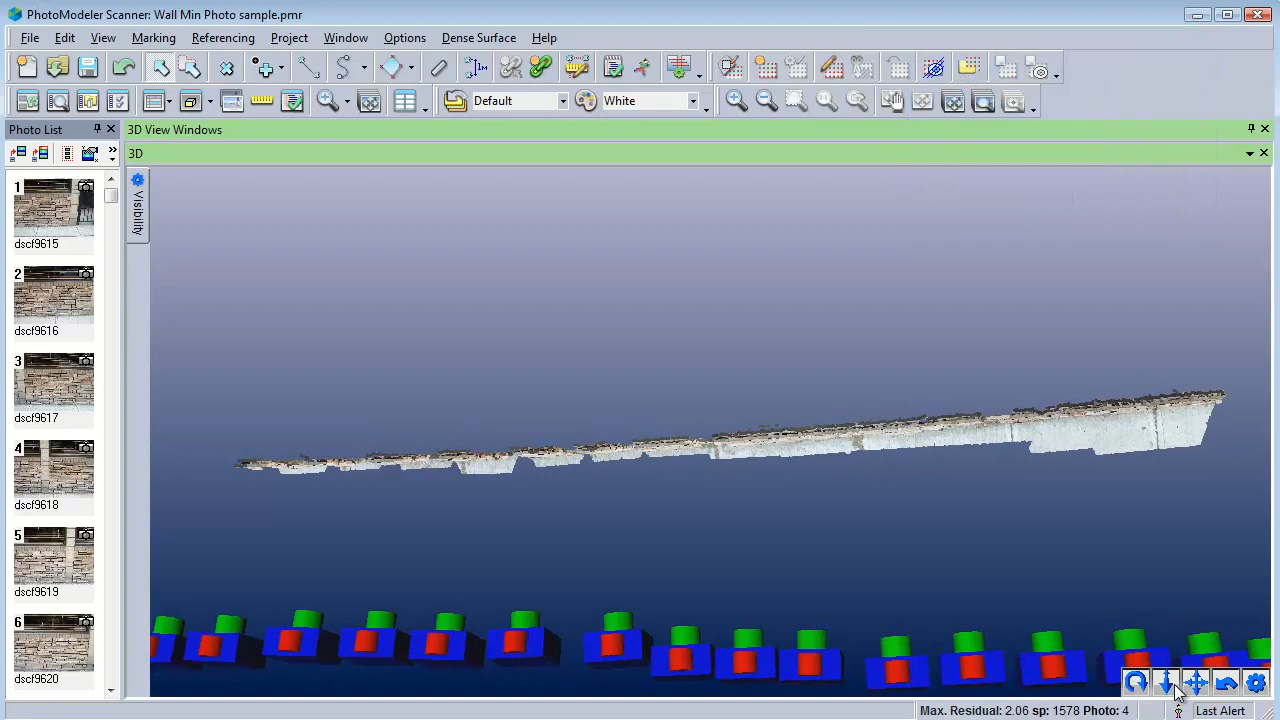 PhotoModeler Scanner: Wall Min Photo sample.pmr
File Edit View Marking Referencing Project Window Options Dense Surface Help
Default White
Photo List
3D View Windows
3D
Visibility
1
dscf9615
2
dscf9616
3
dscf9617
4
dscf9618
5
dscf9619
6
dscf9620
Max. Residual: 2.06 sp: 1578 Photo: 4 Last Alert